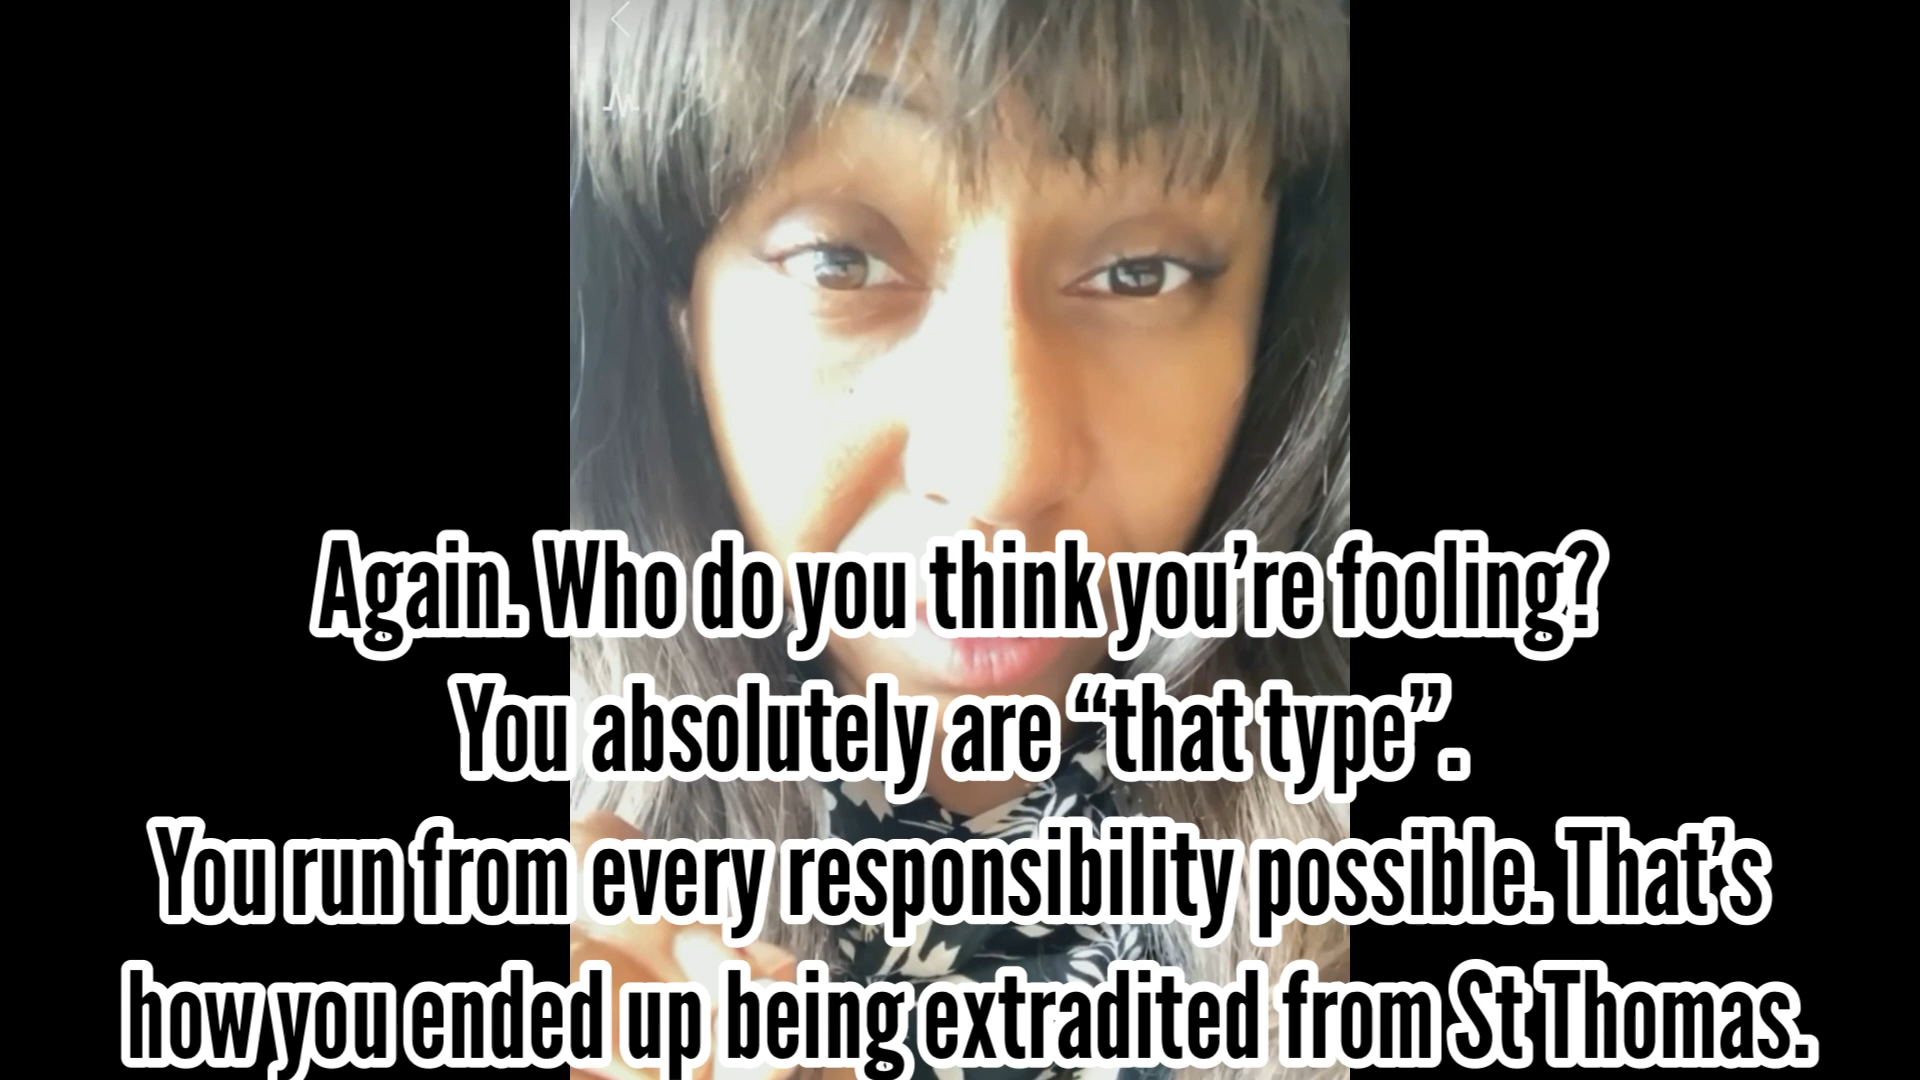 Again. Who do you think you’re fooling?
You absolutely are “that type”.
You run from every responsibility possible. That’s
how you ended up being extradited from St Thomas.